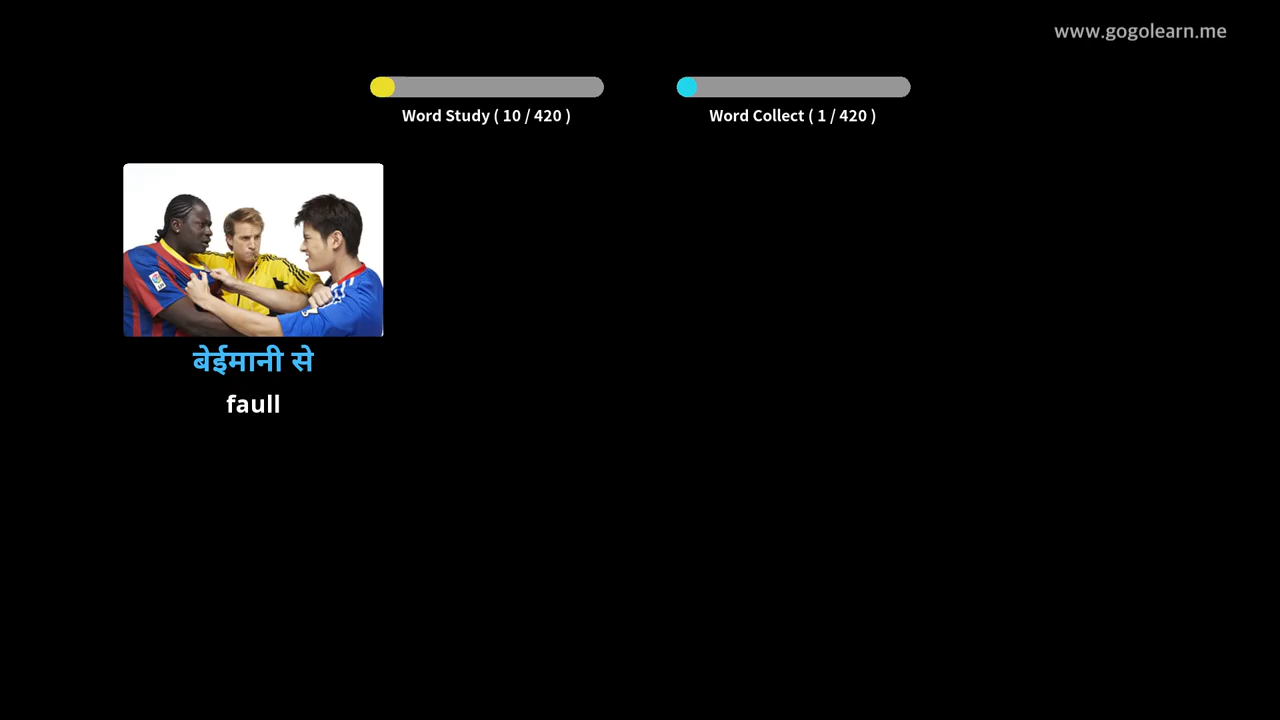 www.gogolearn.me
Word Study ( 10 / 420 )
Word Collect ( 1 / 420 )
बेईमानी से
faull